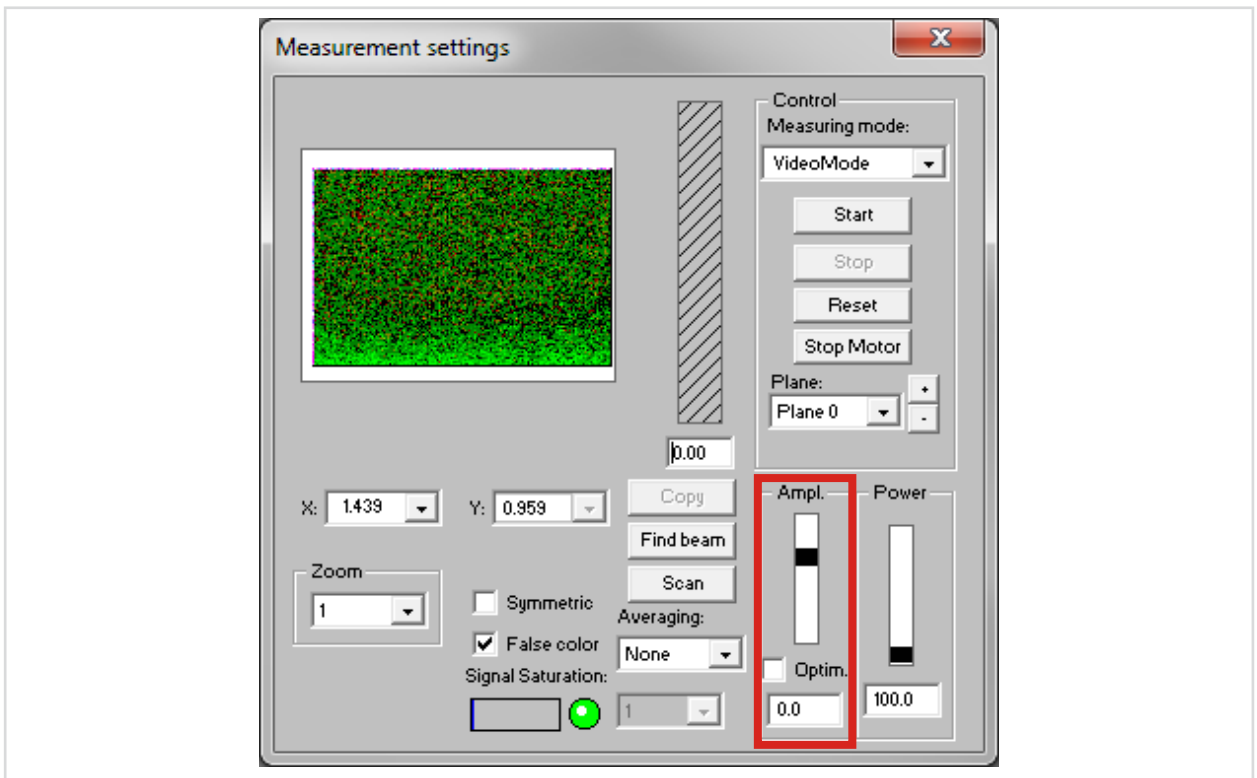 Measurement settings
Control
Measuring mode:
VideoMode
Start
Stop
Reset
Stop Motor
Plane:
Plane 0
+
-
0.00
X: 1.439
Y: 0.959
Copy
Find beam
Scan
Zoom
1
Symmetric
False color
Averaging:
None
Signal Saturation:
1
Ampl.
Optim.
0.0
Power
100.0